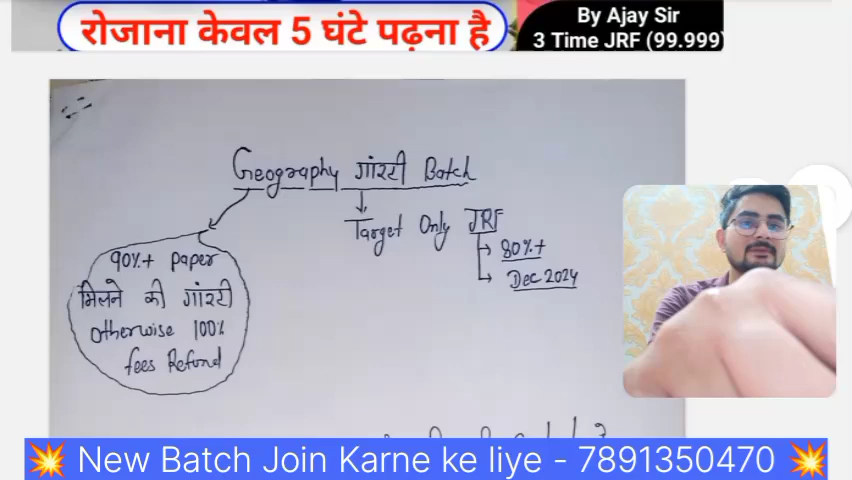 रोजाना केवल 5 घंटे पढ़ना है
By Ajay Sir
3 Time JRF (99.999)
Geography गांरटी Batch
Target Only JRF
80%+
Dec 2024
90%+ Paper
मिलने की गांरटी
otherwise 100%
fees Refund
💥 New Batch Join Karne ke liye - 7891350470 💥